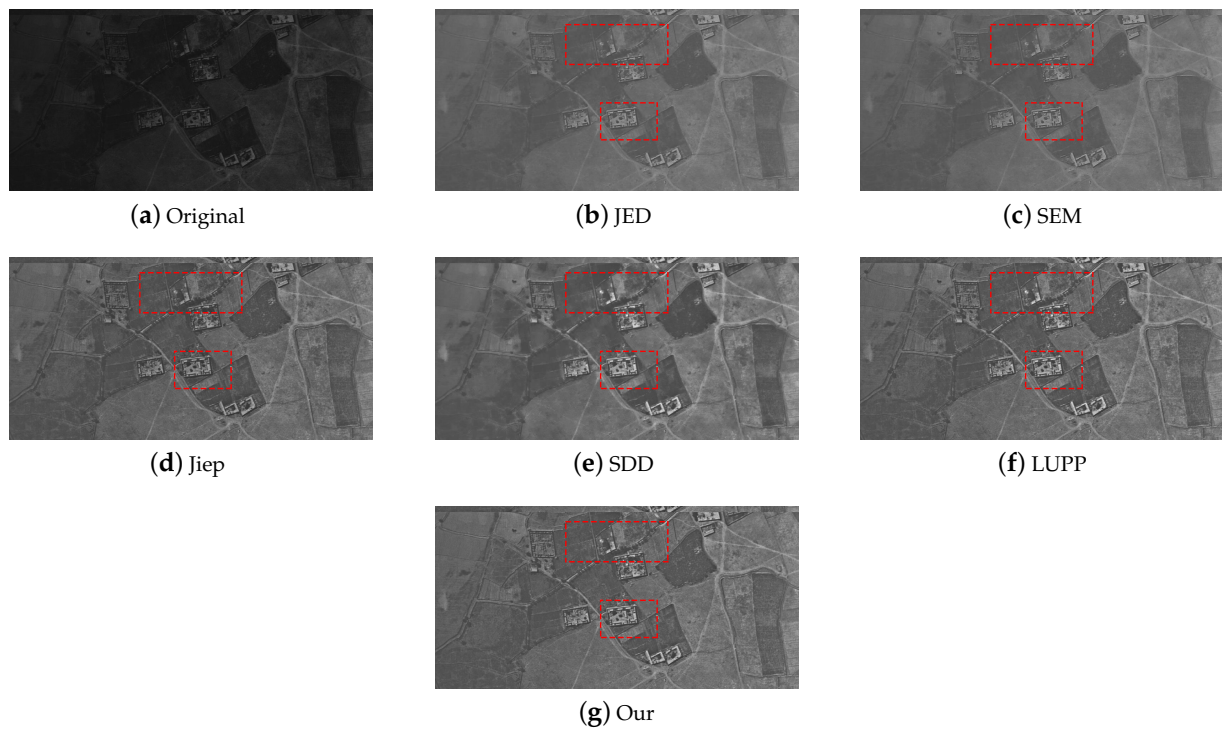 (a) Original
(b) JED
(c) SEM
(d) Jiep
(e) SDD
(f) LUPP
(g) Our